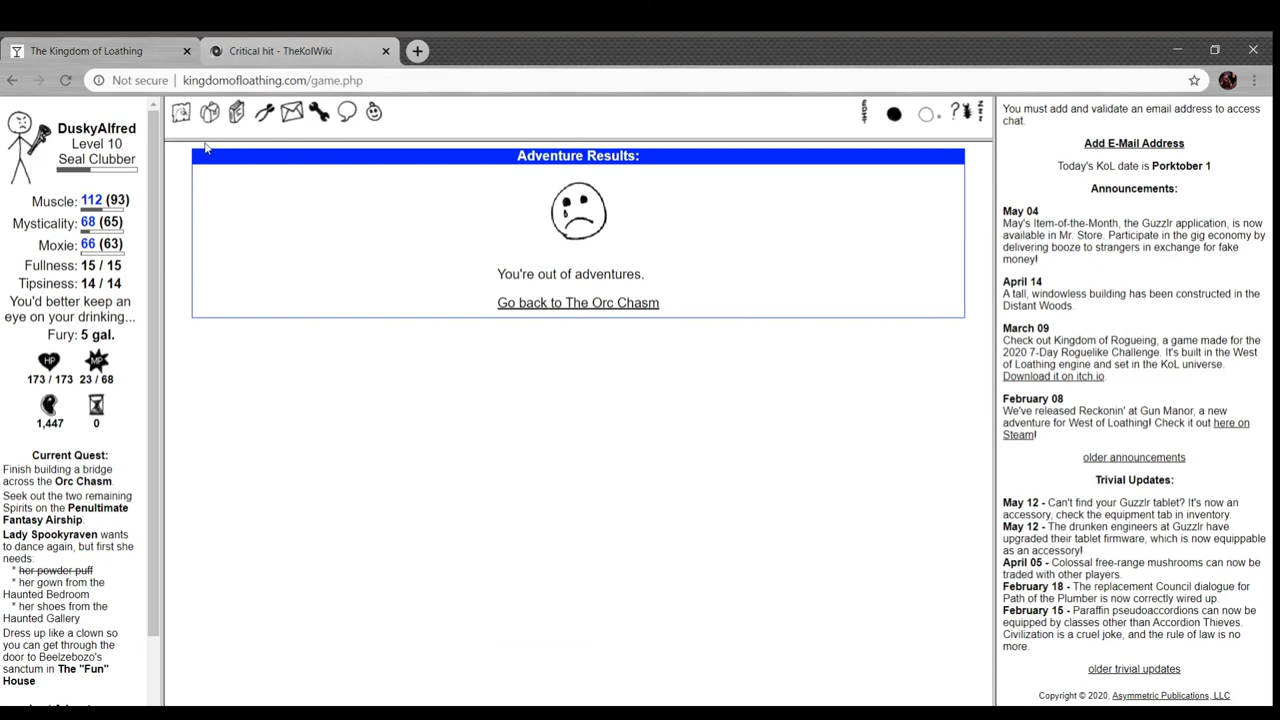 The Kingdom of Loathing
Critical hit - TheKolWiki
Not secure
kingdomofloathing.com/game.php
DuskyAlfred
Level 10
Seal Clubber
Muscle: 112 (93)
Mysticality: 68 (65)
Moxie: 66 (63)
Fullness: 15 / 15
Tipsiness: 14 / 14
You'd better keep an
eye on your drinking...
Fury: 5 gal.
HP MP
173 / 173 23 / 68
1,447 0
Current Quest:
Finish building a bridge
across the Orc Chasm.
Seek out the two remaining
Spirits on the Penultimate
Fantasy Airship.
Lady Spookyraven wants
to dance again, but first she
needs:
* her powder puff
* her gown from the
Haunted Bedroom
* her shoes from the
Haunted Gallery
Dress up like a clown so
you can get through the
door to Beelzebozo's
sanctum in The "Fun"
House
Adventure Results:
You're out of adventures.
Go back to The Orc Chasm
You must add and validate an email address to access
chat.
Add E-Mail Address
Today's KoL date is Porktober 1
Announcements:
May 04
May's Item-of-the-Month, the Guzzlr application, is now
available in Mr. Store. Participate in the gig economy by
delivering booze to strangers in exchange for fake
money!
April 14
A tall, windowless building has been constructed in the
Distant Woods.
March 09
Check out Kingdom of Rogueing, a game made for the
2020 7-Day Roguelike Challenge. It's built in the West
of Loathing engine and set in the KoL universe.
Download it on itch.io.
February 08
We've released Reckonin' at Gun Manor, a new
adventure for West of Loathing! Check it out here on
Steam!
older announcements
Trivial Updates:
May 12 - Can't find your Guzzlr tablet? It's now an
accessory, check the equipment tab in inventory.
May 12 - The drunken engineers at Guzzlr have
upgraded their tablet firmware, which is now equippable
as an accessory!
April 05 - Colossal free-range mushrooms can now be
traded with other players.
February 18 - The replacement Council dialogue for
Path of the Plumber is now correctly wired up.
February 15 - Paraffin pseudoaccordions can now be
equipped by classes other than Accordion Thieves.
Civilization is a cruel joke, and the rule of law is no
more.
older trivial updates
Copyright © 2020, Asymmetric Publications, LLC